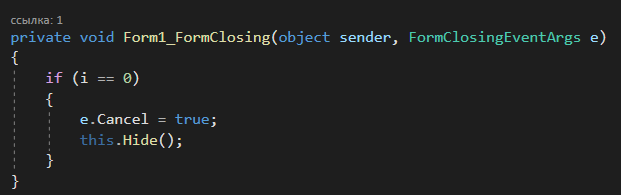 ссылка: 1
private void Form1_FormClosing(object sender, FormClosingEventArgs e)
{
    if (i == 0)
    {
        e.Cancel = true;
        this.Hide();
    }
}